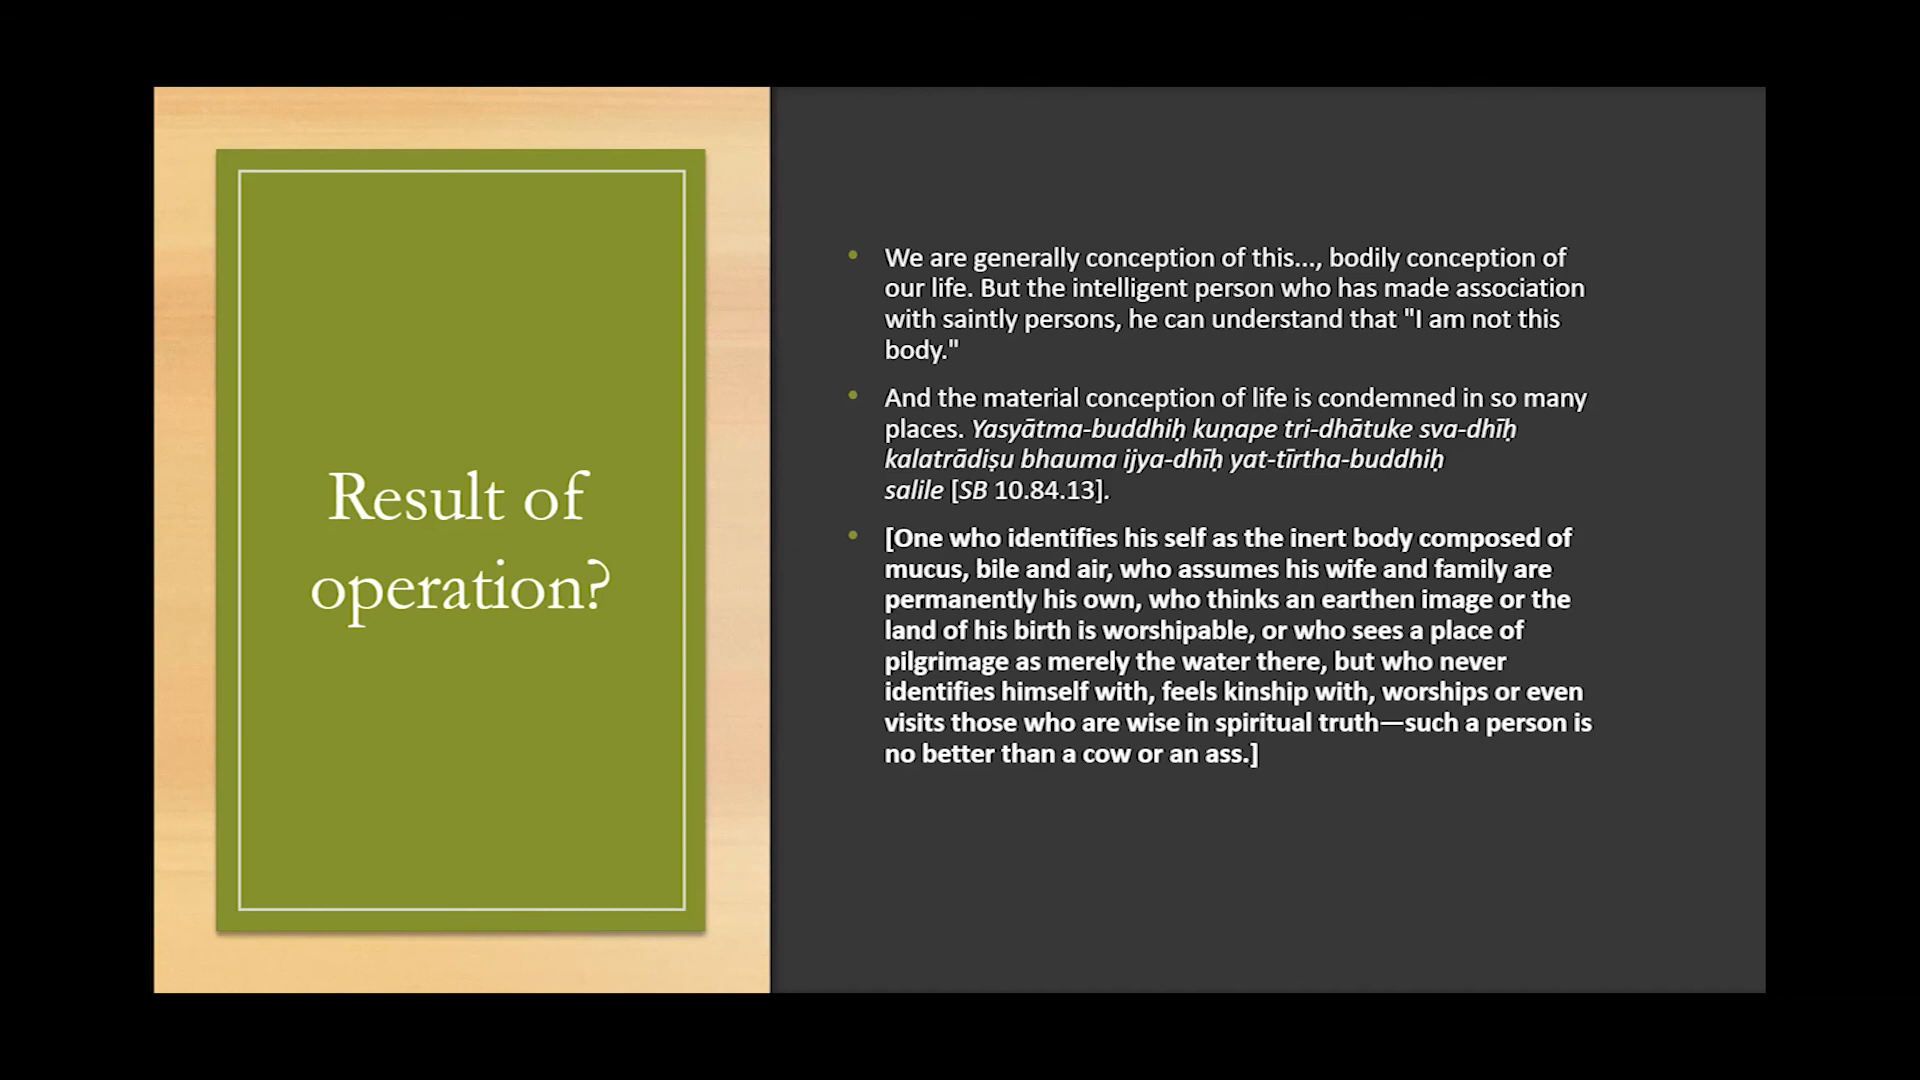 Result of
operation?
• We are generally conception of this..., bodily conception of
our life. But the intelligent person who has made association
with saintly persons, he can understand that "I am not this
body."
• And the material conception of life is condemned in so many
places. Yasyātma-buddhiḥ kuṇape tri-dhātuke sva-dhīḥ
kalatrādiṣu bhauma ijya-dhīḥ yat-tīrtha-buddhiḥ
salile [SB 10.84.13].
• [One who identifies his self as the inert body composed of
mucus, bile and air, who assumes his wife and family are
permanently his own, who thinks an earthen image or the
land of his birth is worshipable, or who sees a place of
pilgrimage as merely the water there, but who never
identifies himself with, feels kinship with, worships or even
visits those who are wise in spiritual truth—such a person is
no better than a cow or an ass.]